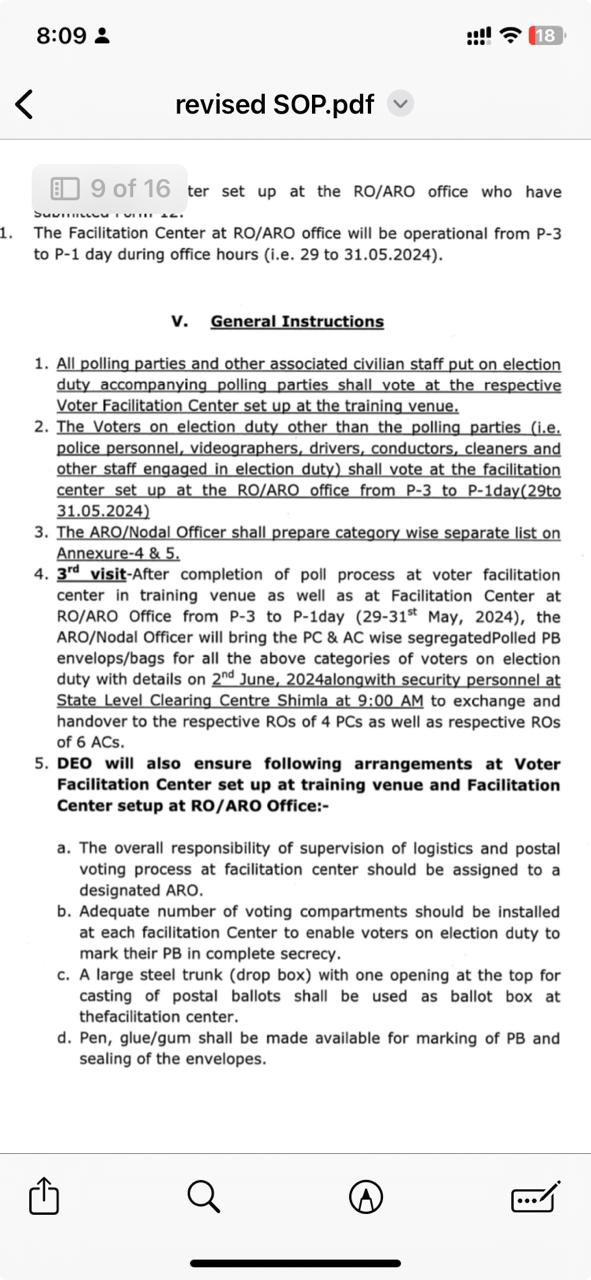 8:09
18
revised SOP.pdf
9 of 16
ter set up at the RO/ARO office who have
submitted Form 12.
1. The Facilitation Center at RO/ARO office will be operational from P-3
to P-1 day during office hours (i.e. 29 to 31.05.2024).
V. General Instructions
1. All polling parties and other associated civilian staff put on election
duty accompanying polling parties shall vote at the respective
Voter Facilitation Center set up at the training venue.
2. The Voters on election duty other than the polling parties (i.e.
police personnel, videographers, drivers, conductors, cleaners and
other staff engaged in election duty) shall vote at the facilitation
center set up at the RO/ARO office from P-3 to P-1day(29to
31.05.2024)
3. The ARO/Nodal Officer shall prepare category wise separate list on
Annexure-4 & 5.
4. 3rd visit-After completion of poll process at voter facilitation
center in training venue as well as at Facilitation Center at
RO/ARO Office from P-3 to P-1day (29-31st May, 2024), the
ARO/Nodal Officer will bring the PC & AC wise segregatedPolled PB
envelops/bags for all the above categories of voters on election
duty with details on 2nd June, 2024alongwith security personnel at
State Level Clearing Centre Shimla at 9:00 AM to exchange and
handover to the respective ROs of 4 PCs as well as respective ROs
of 6 ACs.
5. DEO will also ensure following arrangements at Voter
Facilitation Center set up at training venue and Facilitation
Center setup at RO/ARO Office:-
a. The overall responsibility of supervision of logistics and postal
voting process at facilitation center should be assigned to a
designated ARO.
b. Adequate number of voting compartments should be installed
at each facilitation Center to enable voters on election duty to
mark their PB in complete secrecy.
c. A large steel trunk (drop box) with one opening at the top for
casting of postal ballots shall be used as ballot box at
thefacilitation center.
d. Pen, glue/gum shall be made available for marking of PB and
sealing of the envelopes.